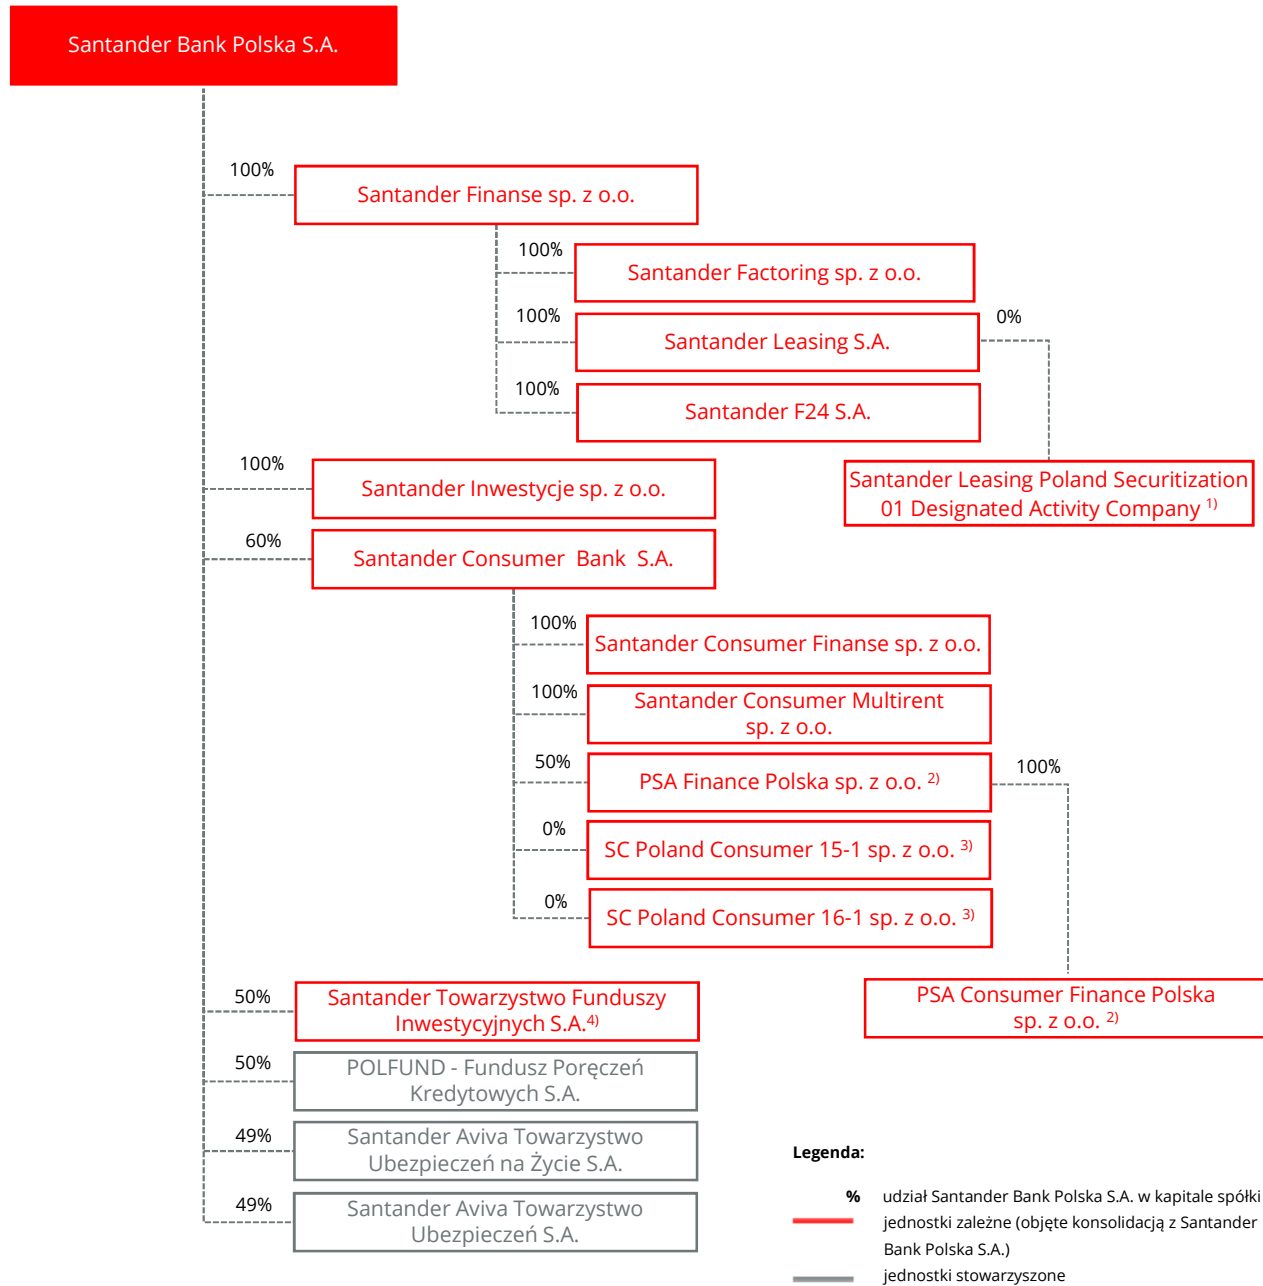 Santander Bank Polska S.A.
100%
Santander Finanse sp. z o.o.
100%
Santander Factoring sp. z o.o.
100%
Santander Leasing S.A.
0%
100%
Santander F24 S.A.
Santander Leasing Poland Securitization
01 Designated Activity Company 1)
100%
Santander Inwestycje sp. z o.o.
60%
Santander Consumer Bank S.A.
100%
Santander Consumer Finanse sp. z o.o.
100%
Santander Consumer Multirent
sp. z o.o.
50%
PSA Finance Polska sp. z o.o. 2)
100%
0%
SC Poland Consumer 15-1 sp. z o.o. 3)
0%
SC Poland Consumer 16-1 sp. z o.o. 3)
PSA Consumer Finance Polska
sp. z o.o. 2)
50%
Santander Towarzystwo Funduszy
Inwestycyjnych S.A.4)
50%
POLFUND - Fundusz Poręczeń
Kredytowych S.A.
49%
Santander Aviva Towarzystwo
Ubezpieczeń na Życie S.A.
49%
Santander Aviva Towarzystwo
Ubezpieczeń S.A.
Legenda:
% udział Santander Bank Polska S.A. w kapitale spółki
jednostki zależne (objęte konsolidacją z Santander
Bank Polska S.A.)
jednostki stowarzyszone